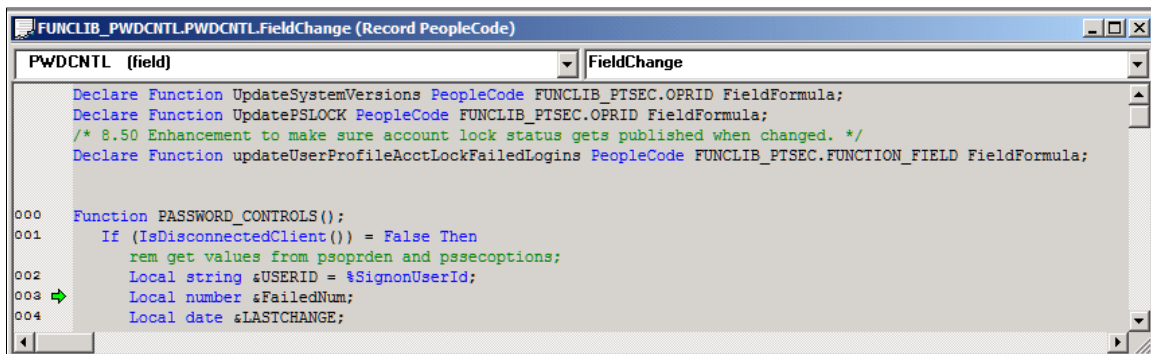 FUNCLIB_PWDCNTL.PWDCNTL.FieldChange (Record PeopleCode)
PWDCNTL (field) FieldChange
Declare Function UpdateSystemVersions PeopleCode FUNCLIB_PTSEC.OPRID FieldFormula;
Declare Function UpdatePSLOCK PeopleCode FUNCLIB_PTSEC.OPRID FieldFormula;
/* 8.50 Enhancement to make sure account lock status gets published when changed. */
Declare Function updateUserProfileAcctLockFailedLogins PeopleCode FUNCLIB_PTSEC.FUNCTION_FIELD FieldFormula;
000 Function PASSWORD_CONTROLS();
001 If (IsDisconnectedClient()) = False Then
rem get values from psoprden and pssecoptions;
002 Local string &USERID = %SignonUserId;
003 Local number &FailedNum;
004 Local date &LASTCHANGE;